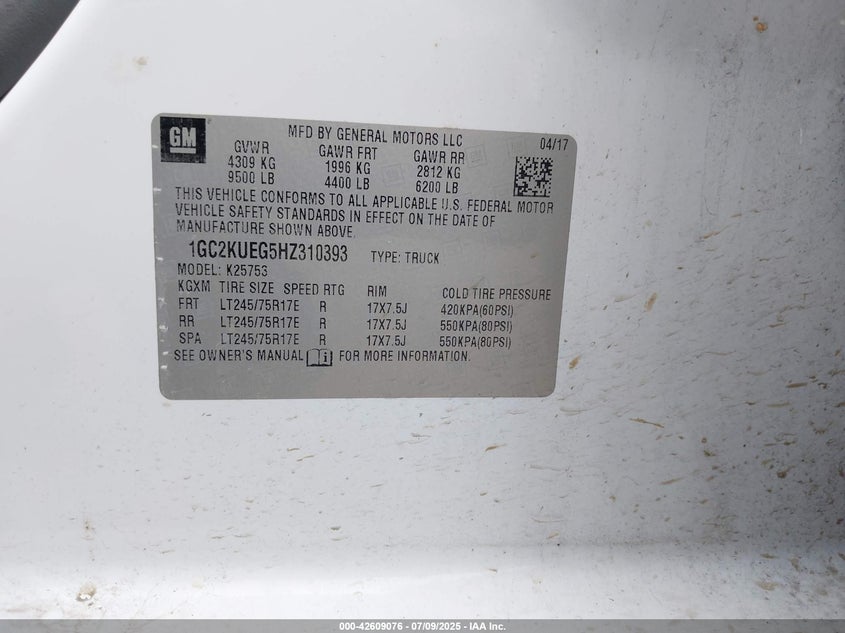 GM
MFD BY GENERAL MOTORS LLC
04/17
GVWR GAWR FRT GAWR RR
4309 KG 1996 KG 2812 KG
9500 LB 4400 LB 6200 LB
THIS VEHICLE CONFORMS TO ALL APPLICABLE U.S. FEDERAL MOTOR
VEHICLE SAFETY STANDARDS IN EFFECT ON THE DATE OF
MANUFACTURE SHOWN ABOVE.
1GC2KUEG5HZ310393 TYPE: TRUCK
MODEL: K25753
KGXM TIRE SIZE SPEED RTG RIM COLD TIRE PRESSURE
FRT LT245/75R17E R 17X7.5J 420KPA(60PSI)
RR LT245/75R17E R 17X7.5J 550KPA(80PSI)
SPA LT245/75R17E R 17X7.5J 550KPA(80PSI)
SEE OWNER'S MANUAL FOR MORE INFORMATION.
000-42609076 / 07/09/2025 - IAA Inc.